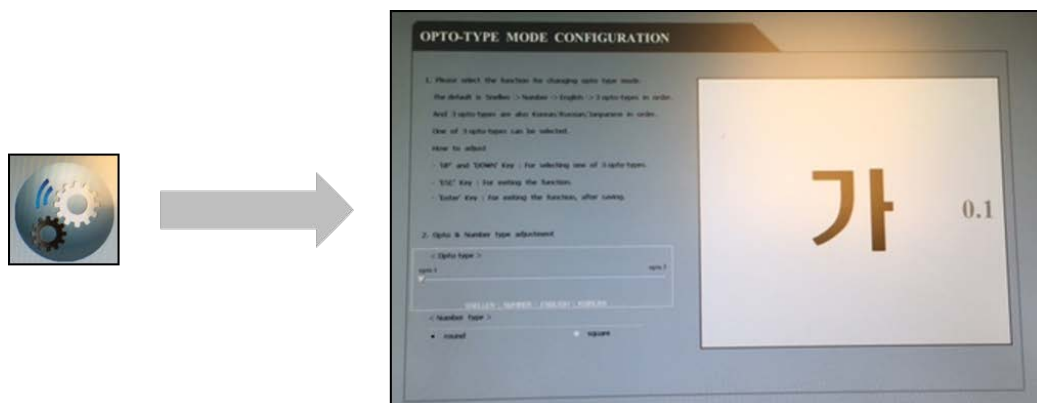 OPTO-TYPE MODE CONFIGURATION
1. Please select the function for changing opto type mode.
The default is Snellen -> Number -> English -> 3 opto-types in order.
And 3 opto-types are also Korean/Russian/Janpanese in order.
One of 3 opto-types can be selected.
How to adjust
- 'UP' and 'DOWN' Key : For selecting one of 3 opto-types.
- 'ESC' Key : For exiting the function.
- 'Enter' Key : For exiting the function, after saving.
2. Opto & Number type adjustment
< Opto type >
SNELLEN | NUMBER | ENGLISH | KOREAN
< Number type >
round square
가 0.1